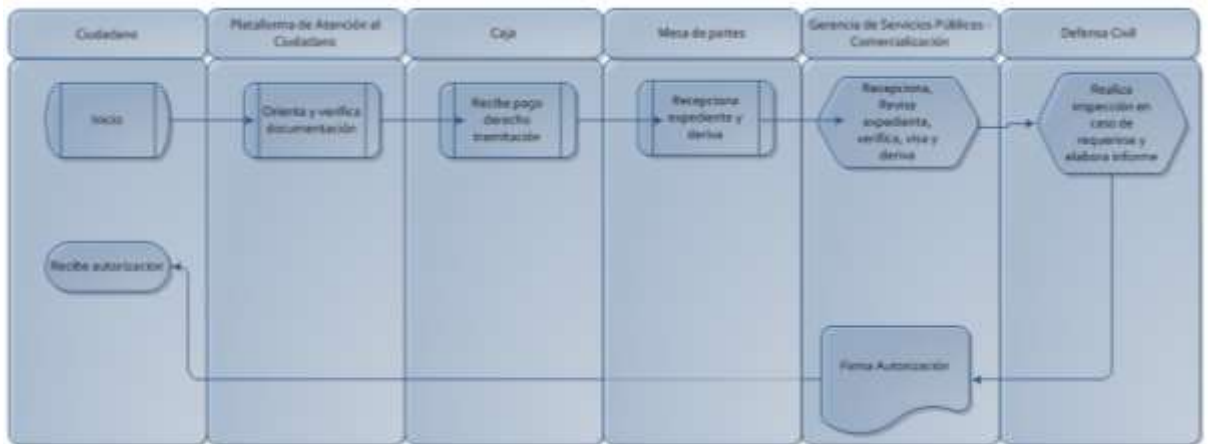 Ciudadano
Plataforma de Atención al
Ciudadano
Caja
Mesa de partes
Gerencia de Servicios Públicos -
Comercialización
Defensa Civil
Inicio
Orienta y verifica
documentación
Recibe pago
derecho
tramitación
Recepciona
expediente y
deriva
Recepciona,
Revisa
expediente,
verifica, visa y
deriva
Realiza
inspección en
caso de
requerirse y
elabora informe
Recibe autorizacion
Firma Autorización